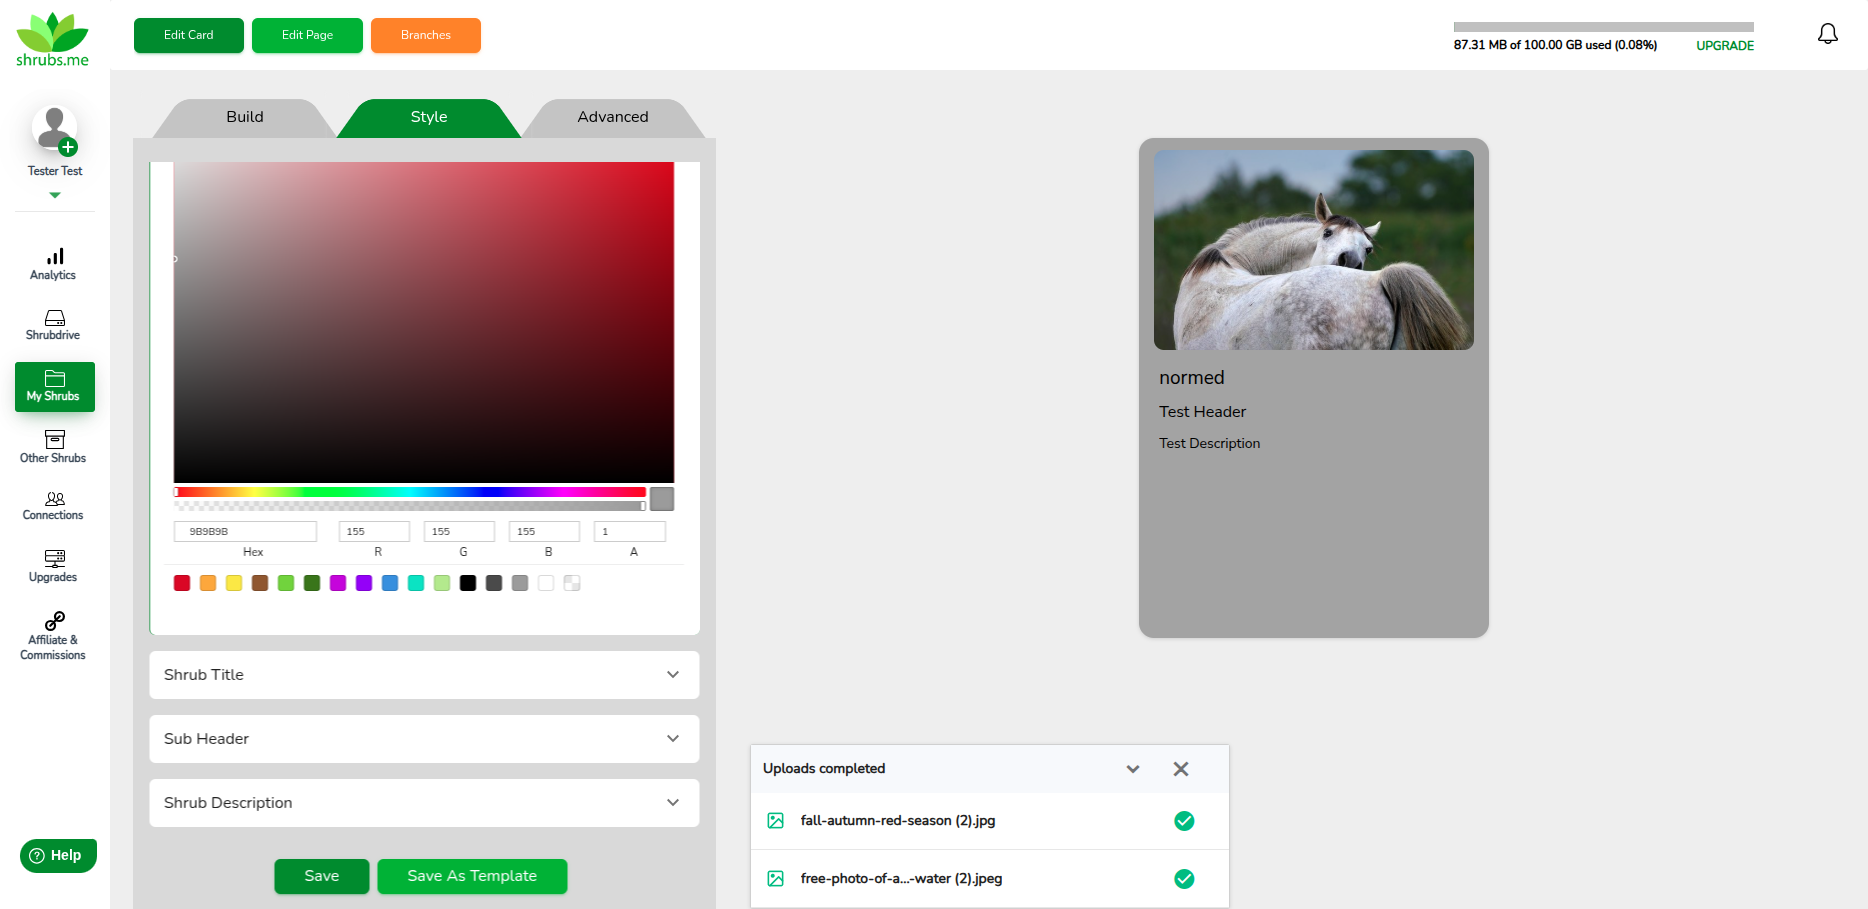 shrubs.me
Edit Card
Edit Page
Branches
87.31 MB of 100.00 GB used (0.08%)
UPGRADE
Tester Test
Analytics
Shrubdrive
My Shrubs
Other Shrubs
Connections
Upgrades
Affiliate &
Commissions
Help
Build
Style
Advanced
9B9B9B
155
155
155
1
Hex
R
G
B
A
Shrub Title
Sub Header
Shrub Description
Save
Save As Template
normed
Test Header
Test Description
Uploads completed
fall-autumn-red-season (2).jpg
free-photo-of-a...-water (2).jpeg